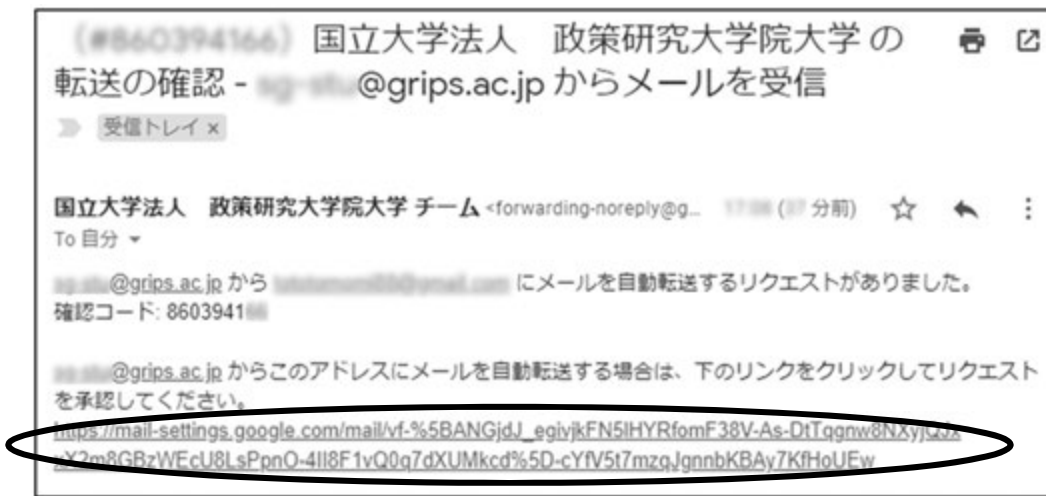 (#860394166) 国立大学法人　政策研究大学院大学 の
転送の確認 - @grips.ac.jp からメールを受信
受信トレイ ×
国立大学法人　政策研究大学院大学 チーム <forwarding-noreply@g... 分前)
To 自分
@grips.ac.jp から にメールを自動転送するリクエストがありました。
確認コード: 860394166
@grips.ac.jp からこのアドレスにメールを自動転送する場合は、下のリンクをクリックしてリクエスト
を承認してください。
https://mail-settings.google.com/mail/vf-%5BANGjdJ_egivjkFN5lHYRfomF38V-As-DtTqgnw8NXyjQJx
xX2m8GBzWEcU8LsPpnO-4Il8F1vQ0q7dXUMkcd%5D-cYfV5t7mzqJgnnbKBAy7KfHoUEw